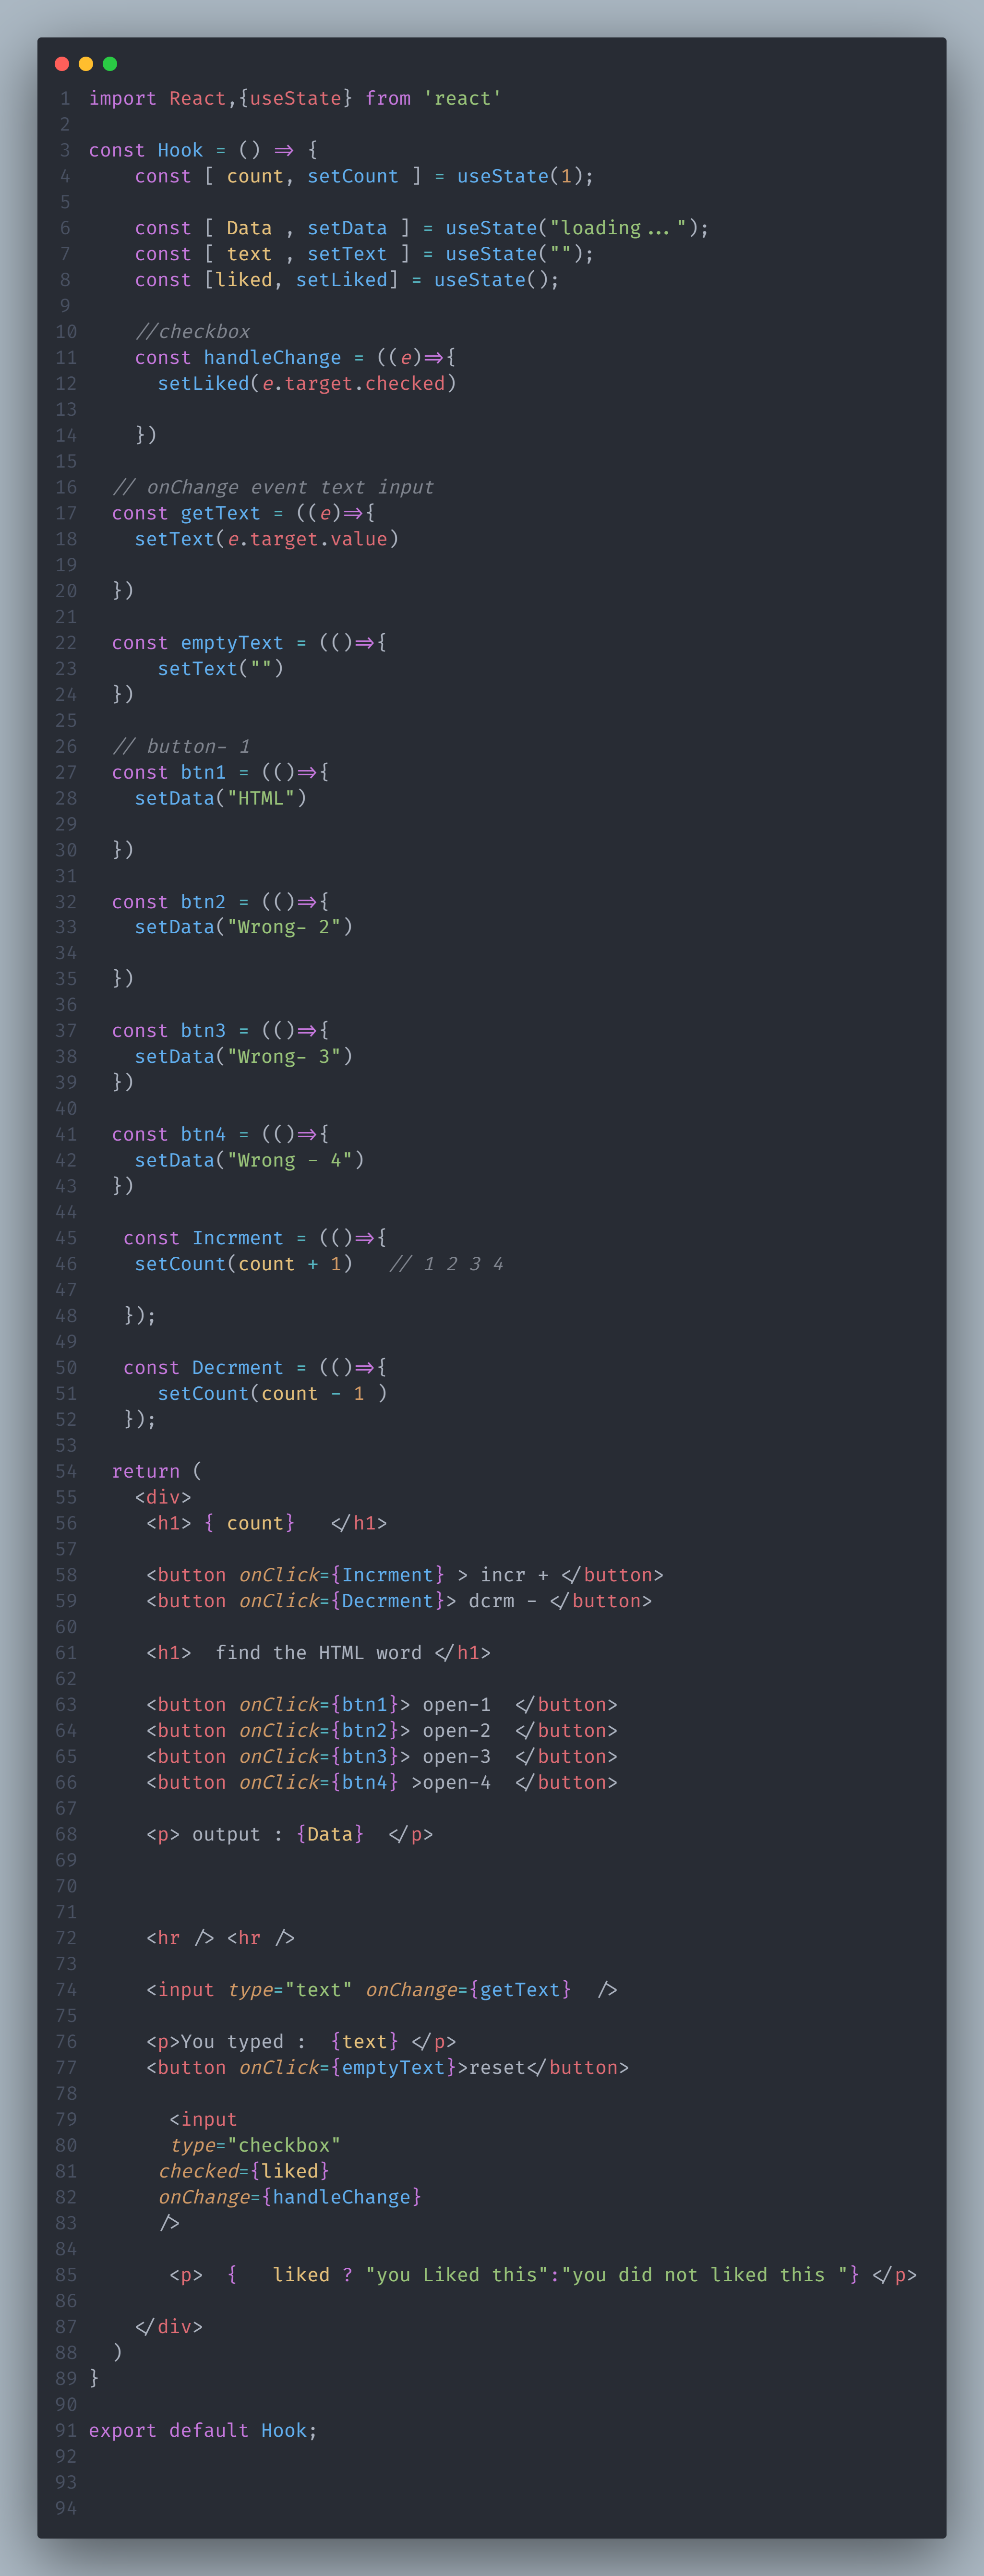 1 import React,{useState} from 'react'
2
3 const Hook = () => {
4     const [ count, setCount ] = useState(1);
5
6     const [ Data , setData ] = useState("loading...");
7     const [ text , setText ] = useState("");
8     const [liked, setLiked] = useState();
9
10     //checkbox
11     const handleChange = ((e)=>{
12       setLiked(e.target.checked)
13
14     })
15
16   // onChange event text input
17   const getText = ((e)=>{
18     setText(e.target.value)
19
20   })
21
22   const emptyText = (()=>{
23       setText("")
24   })
25
26   // button- 1
27   const btn1 = (()=>{
28     setData("HTML")
29
30   })
31
32   const btn2 = (()=>{
33     setData("Wrong- 2")
34
35   })
36
37   const btn3 = (()=>{
38     setData("Wrong- 3")
39   })
40
41   const btn4 = (()=>{
42     setData("Wrong - 4")
43   })
44
45    const Incrment = (()=>{
46     setCount(count + 1)   // 1 2 3 4
47
48    });
49
50    const Decrment = (()=>{
51       setCount(count - 1 )
52    });
53
54   return (
55     <div>
56      <h1> { count}   </h1>
57
58      <button onClick={Incrment} > incr + </button>
59      <button onClick={Decrment}> dcrm - </button>
60
61      <h1>  find the HTML word </h1>
62
63      <button onClick={btn1}> open-1  </button>
64      <button onClick={btn2}> open-2  </button>
65      <button onClick={btn3}> open-3  </button>
66      <button onClick={btn4} >open-4  </button>
67
68      <p> output : {Data}  </p>
69
70
71
72      <hr /> <hr />
73
74      <input type="text" onChange={getText}  />
75
76      <p>You typed :  {text} </p>
77      <button onClick={emptyText}>reset</button>
78
79        <input
80        type="checkbox"
81       checked={liked}
82       onChange={handleChange}
83       />
84
85        <p>  {   liked ? "you Liked this":"you did not liked this "} </p>
86
87     </div>
88   )
89 }
90
91 export default Hook;
92
93
94